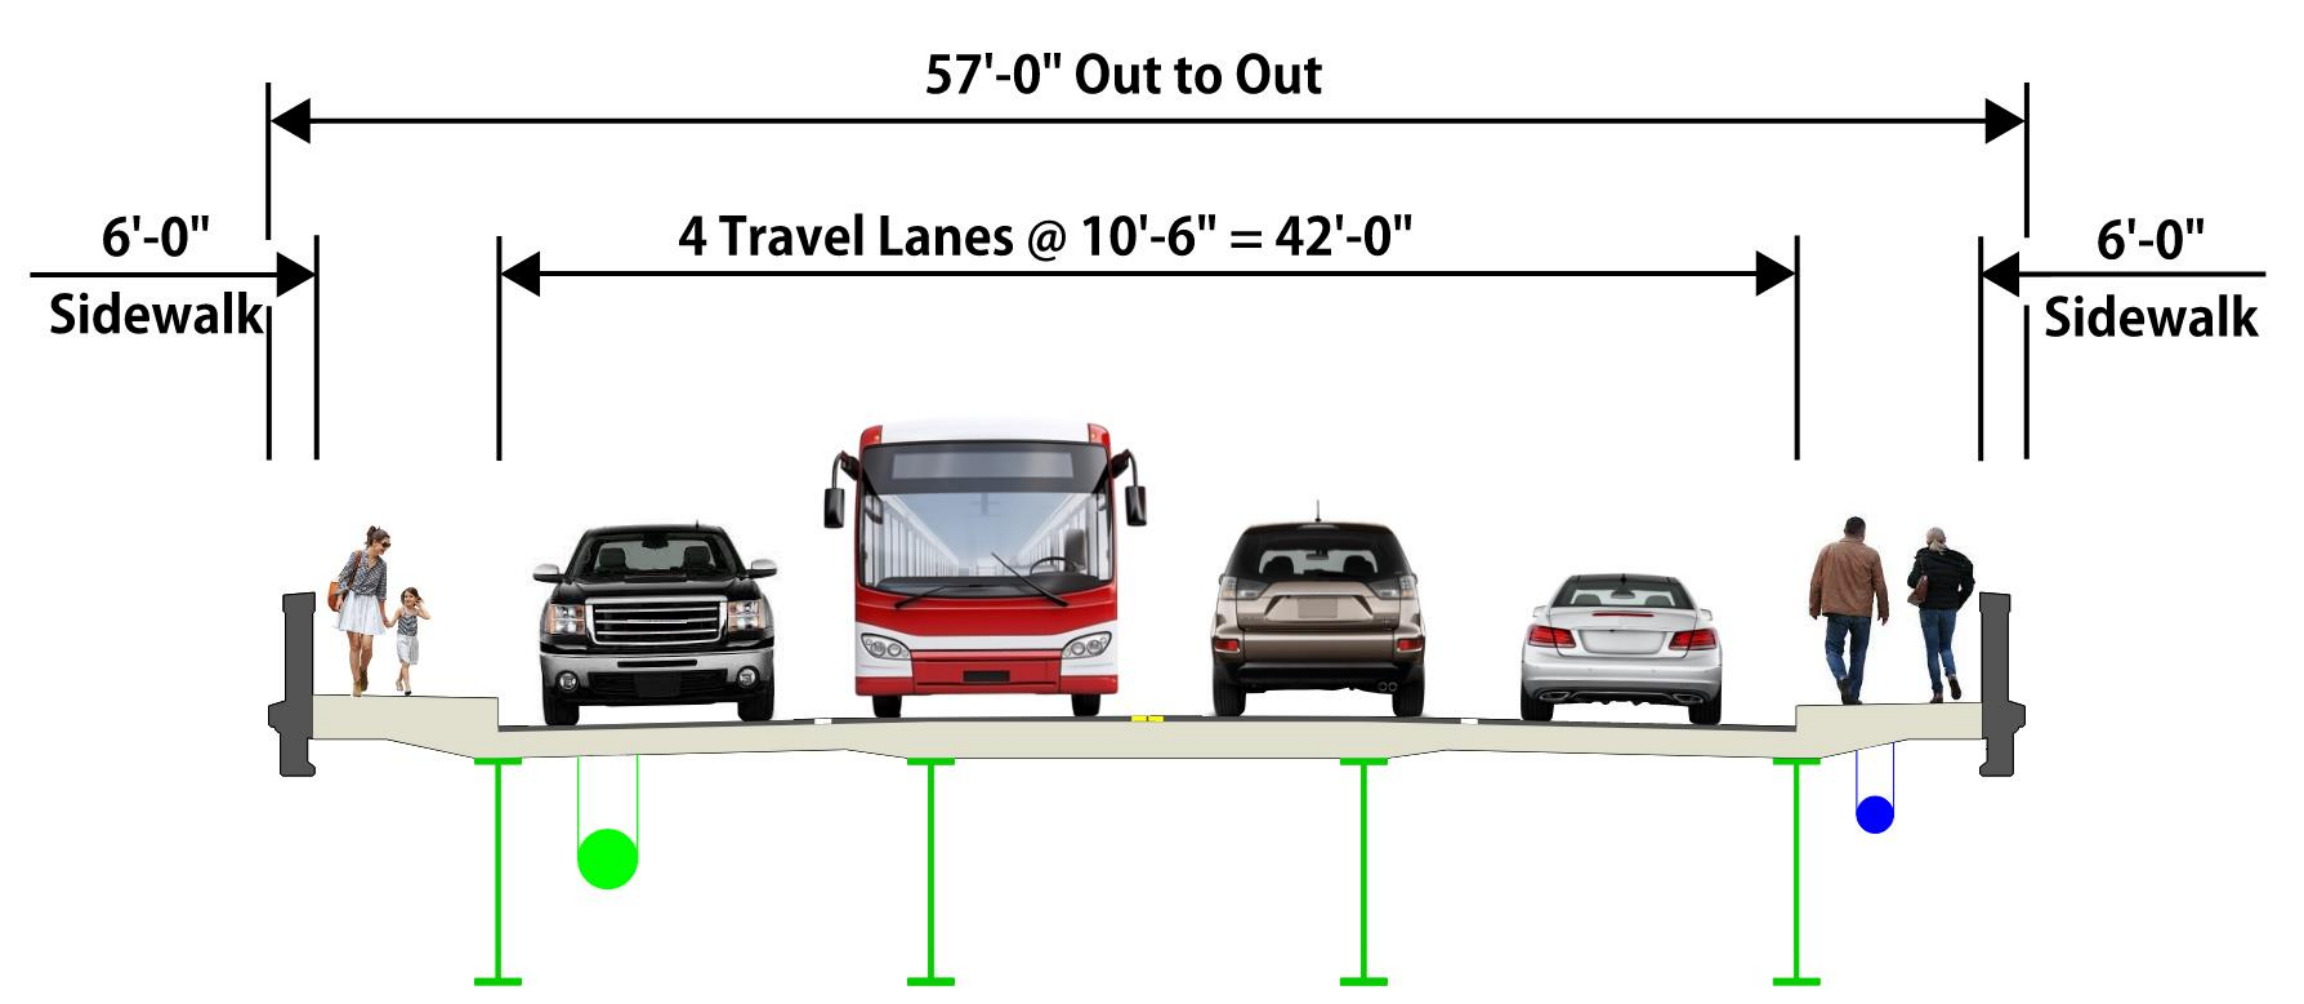 57'-0" Out to Out
6'-0"
Sidewalk
4 Travel Lanes @ 10'-6" = 42'-0"
6'-0"
Sidewalk